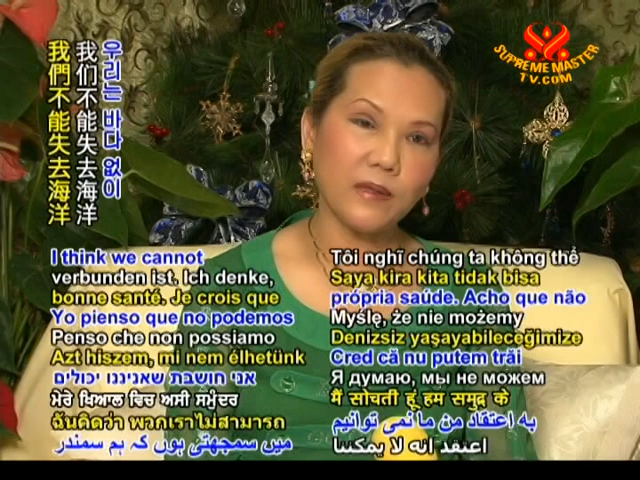 SUPREME MASTER
TV.COM
우리는 바다 없이
我们不能失去海洋
我們不能失去海洋
I think we cannot
verbunden ist. Ich denke,
bonne santé. Je crois que
Yo pienso que no podemos
Penso che non possiamo
Azt hiszem, mi nem élhetünk
אני חושבת שאיננו יכולים
ਮੇਰੇ ਖਿਆਲ ਵਿਚ ਅਸੀ ਸਮੁੰਦਰ
ฉันคิดว่า พวกเราไม่สามารถ
میں سمجھتی ہوں کہ ہم سمندر
Tôi nghĩ chúng ta không thể
Saya kira kita tidak bisa
própria saúde. Acho que não
Myślę, że nie możemy
Denizsiz yaşayabileceğimize
Cred că nu putem trăi
Я думаю, мы не можем
मैं सोचती हूं हम समुद्र के
به اعتقاد من ما نمی توانیم
اعتقد انه لا يمكننا